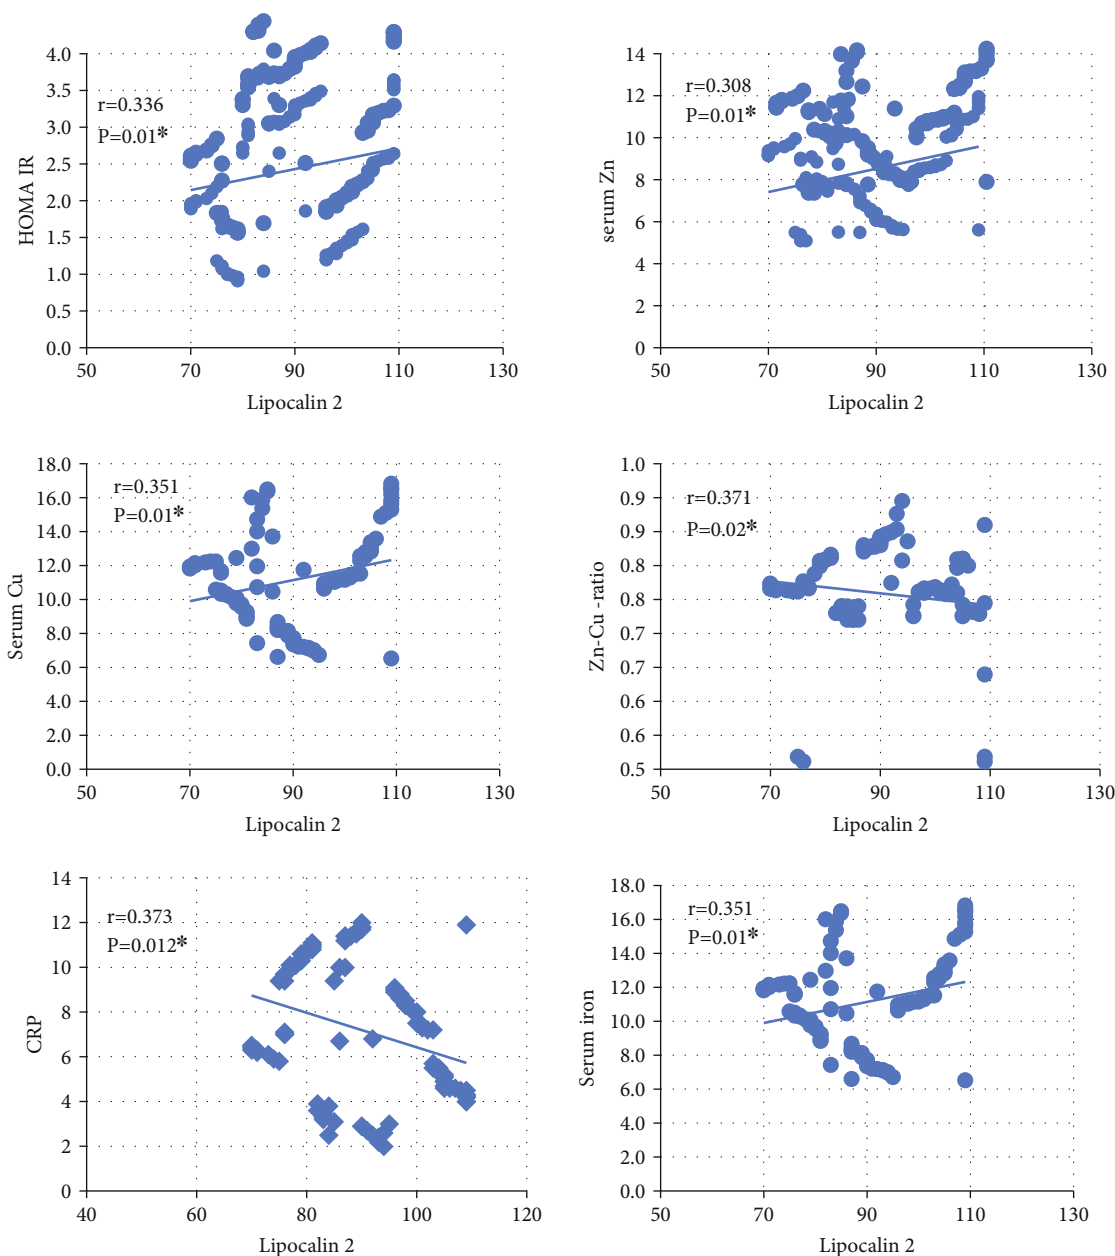 HOMA IR
4.0
3.5
3.0
2.5
2.0
1.5
1.0
0.5
0.0
r=0.336
P=0.01*
50 70 90 110 130
Lipocalin 2
serum Zn
14
12
10
8
6
4
2
0
r=0.308
P=0.01*
50 70 90 110 130
Lipocalin 2
Serum Cu
18.0
16.0
14.0
12.0
10.0
8.0
6.0
4.0
2.0
0.0
r=0.351
P=0.01*
50 70 90 110 130
Lipocalin 2
Zn-Cu -ratio
1.0
0.9
0.9
0.8
0.8
0.7
0.7
0.6
0.6
0.5
r=0.371
P=0.02*
50 70 90 110 130
Lipocalin 2
CRP
14
12
10
8
6
4
2
0
r=0.373
P=0.012*
40 60 80 100 120
Lipocalin 2
Serum iron
18.0
16.0
14.0
12.0
10.0
8.0
6.0
4.0
2.0
0.0
r=0.351
P=0.01*
50 70 90 110 130
Lipocalin 2